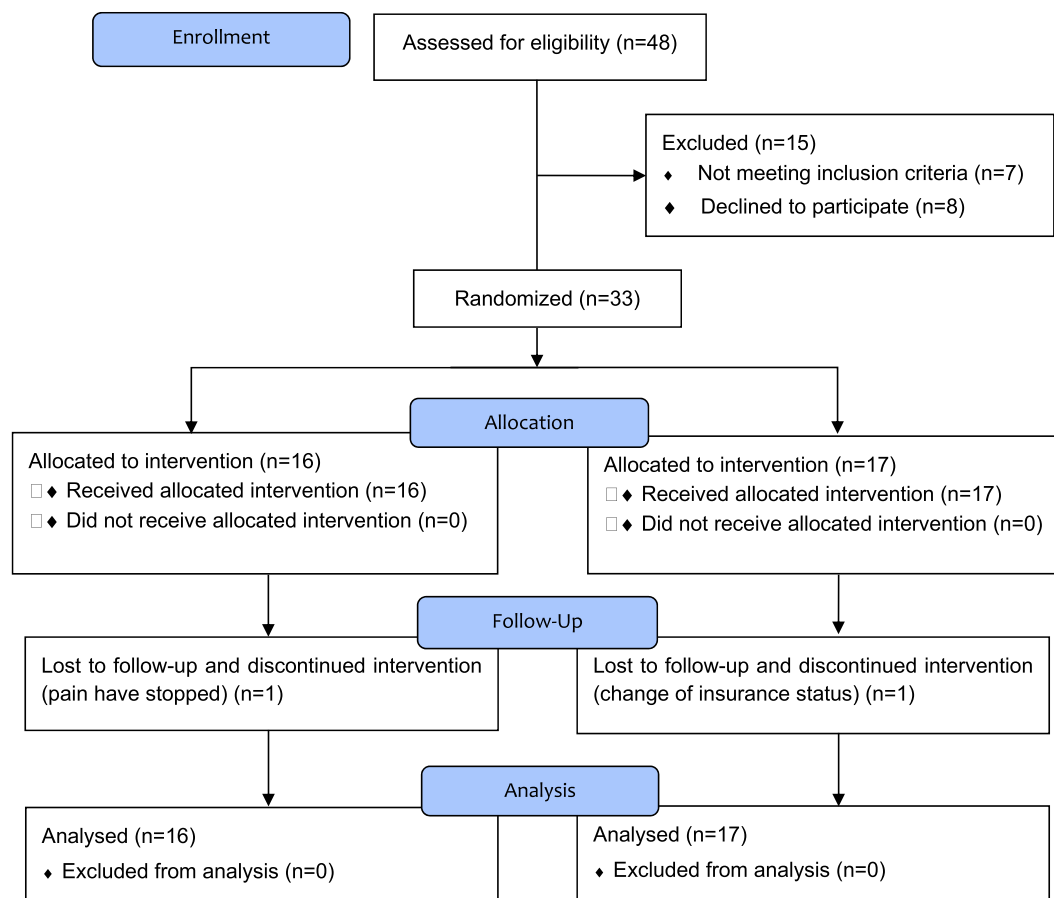 Enrollment
Assessed for eligibility (n=48)
Excluded (n=15)
♦ Not meeting inclusion criteria (n=7)
♦ Declined to participate (n=8)
Randomized (n=33)
Allocation
Allocated to intervention (n=16)
♦ Received allocated intervention (n=16)
♦ Did not receive allocated intervention (n=0)
Allocated to intervention (n=17)
♦ Received allocated intervention (n=17)
♦ Did not receive allocated intervention (n=0)
Follow-Up
Lost to follow-up and discontinued intervention
(pain have stopped) (n=1)
Lost to follow-up and discontinued intervention
(change of insurance status) (n=1)
Analysis
Analysed (n=16)
♦ Excluded from analysis (n=0)
Analysed (n=17)
♦ Excluded from analysis (n=0)